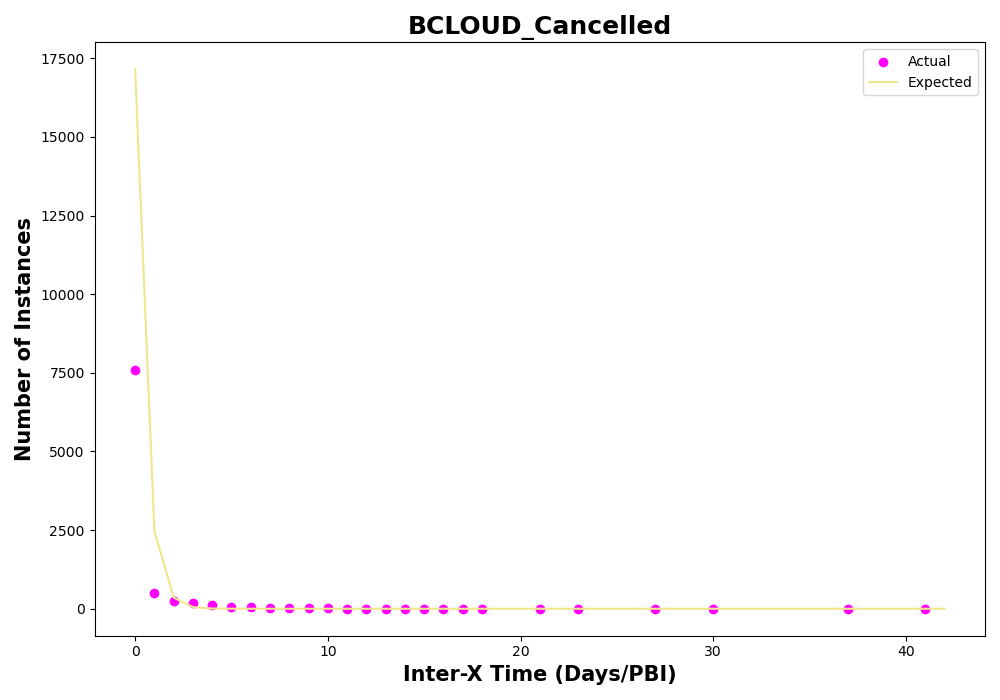 BCLOUD_Cancelled
Actual
Expected
Number of Instances
17500
15000
12500
10000
7500
5000
2500
0
0
10
20
30
40
Inter-X Time (Days/PBI)